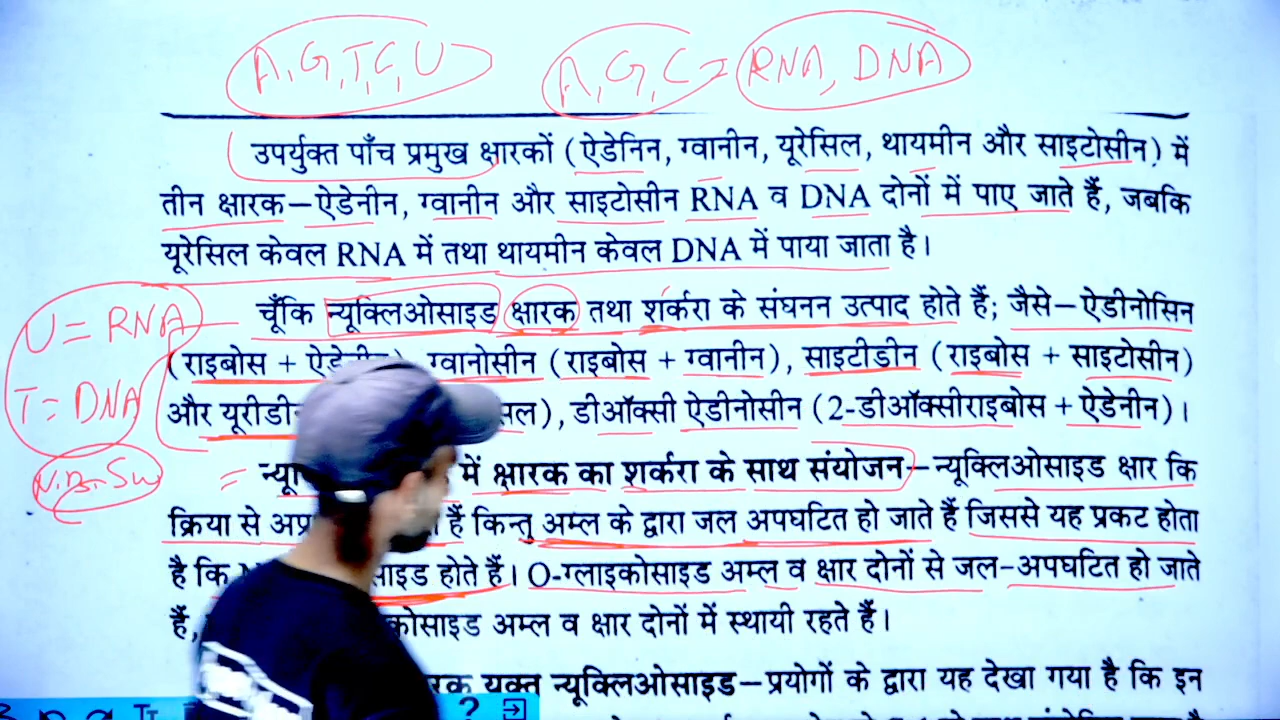 A, G, T, C, U A, G, C = RNA, DNA
उपर्युक्त पाँच प्रमुख क्षारकों (ऐडेनिन, ग्वानीन, यूरेसिल, थायमीन और साइटोसीन) में
तीन क्षारक–ऐडेनीन, ग्वानीन और साइटोसीन RNA व DNA दोनों में पाए जाते हैं, जबकि
यूरेसिल केवल RNA में तथा थायमीन केवल DNA में पाया जाता है।
चूँकि न्यूक्लिओसाइड क्षारक तथा शर्करा के संघनन उत्पाद होते हैं; जैसे–ऐडीनोसिन
U = RNA
(राइबोस + ऐडेनीन), ग्वानोसीन (राइबोस + ग्वानीन), साइटीडीन (राइबोस + साइटोसीन)
T = DNA
और यूरीडी सिल), डीऑक्सी ऐडीनोसीन (2-डीऑक्सीराइबोस + ऐडेनीन)।
में क्षारक का शर्करा के साथ संयोजन–न्यूक्लिओसाइड क्षार कि
क्रिया से हैं किन्तु अम्ल के द्वारा जल अपघटित हो जाते हैं जिससे यह प्रकट होता
है कि साइड होते हैं। O-ग्लाइकोसाइड अम्ल व क्षार दोनों से जल-अपघटित हो जाते
हैं, कोसाइड अम्ल व क्षार दोनों में स्थायी रहते हैं।
रक युक्त न्यूक्लिओसाइड–प्रयोगों के द्वारा यह देखा गया है कि इन